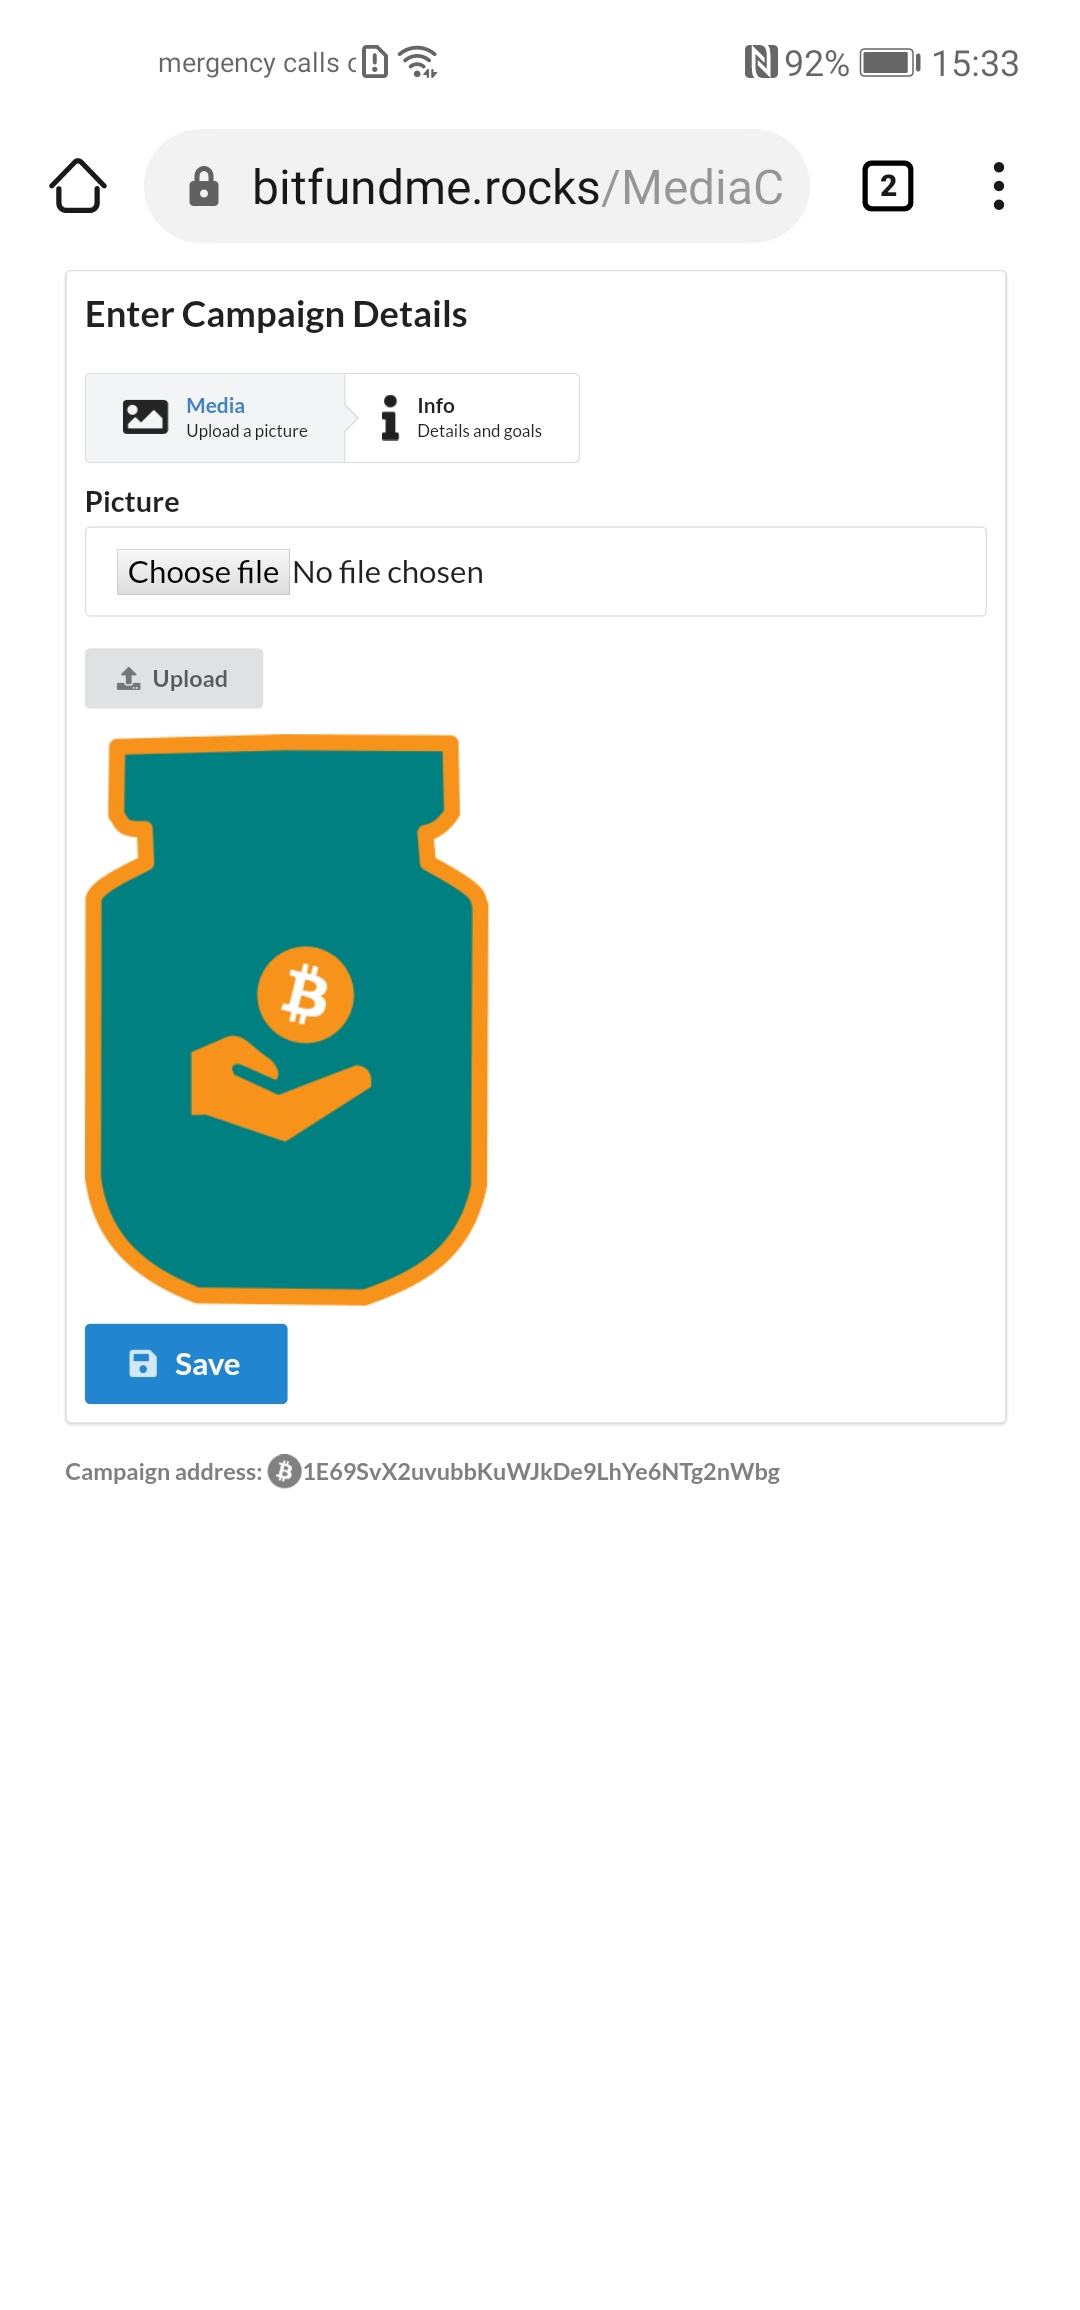 mergency calls
92%
15:33
bitfundme.rocks/MediaC
2
Enter Campaign Details
Media
Upload a picture
Info
Details and goals
Picture
Choose file No file chosen
Upload
Save
Campaign address: 1E69SvX2uvubbKuWJkDe9LhYe6NTg2nWbg